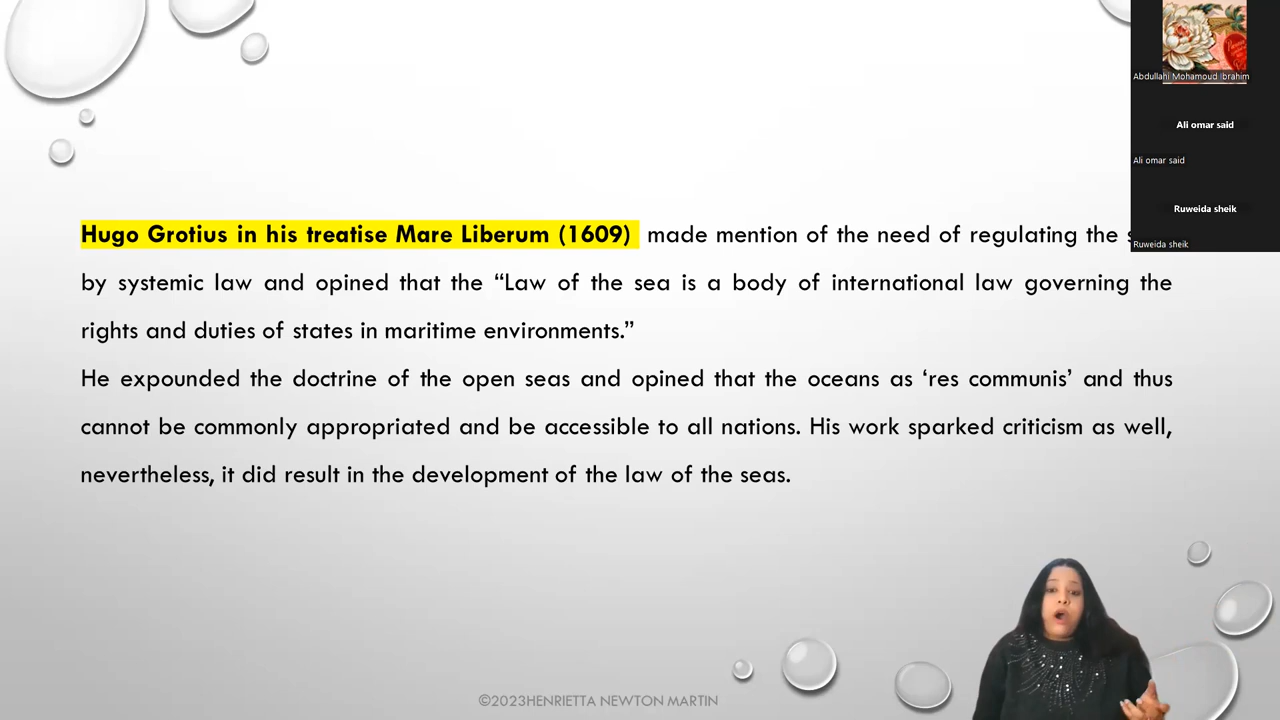 Abdullahi Mohamoud Ibrahim
Ali omar said
Ali omar said
Ruweida sheik
Ruweida sheik
Hugo Grotius in his treatise Mare Liberum (1609) made mention of the need of regulating the
by systemic law and opined that the “Law of the sea is a body of international law governing the
rights and duties of states in maritime environments.”
He expounded the doctrine of the open seas and opined that the oceans as ‘res communis’ and thus
cannot be commonly appropriated and be accessible to all nations. His work sparked criticism as well,
nevertheless, it did result in the development of the law of the seas.
©2023HENRIETTA NEWTON MARTIN